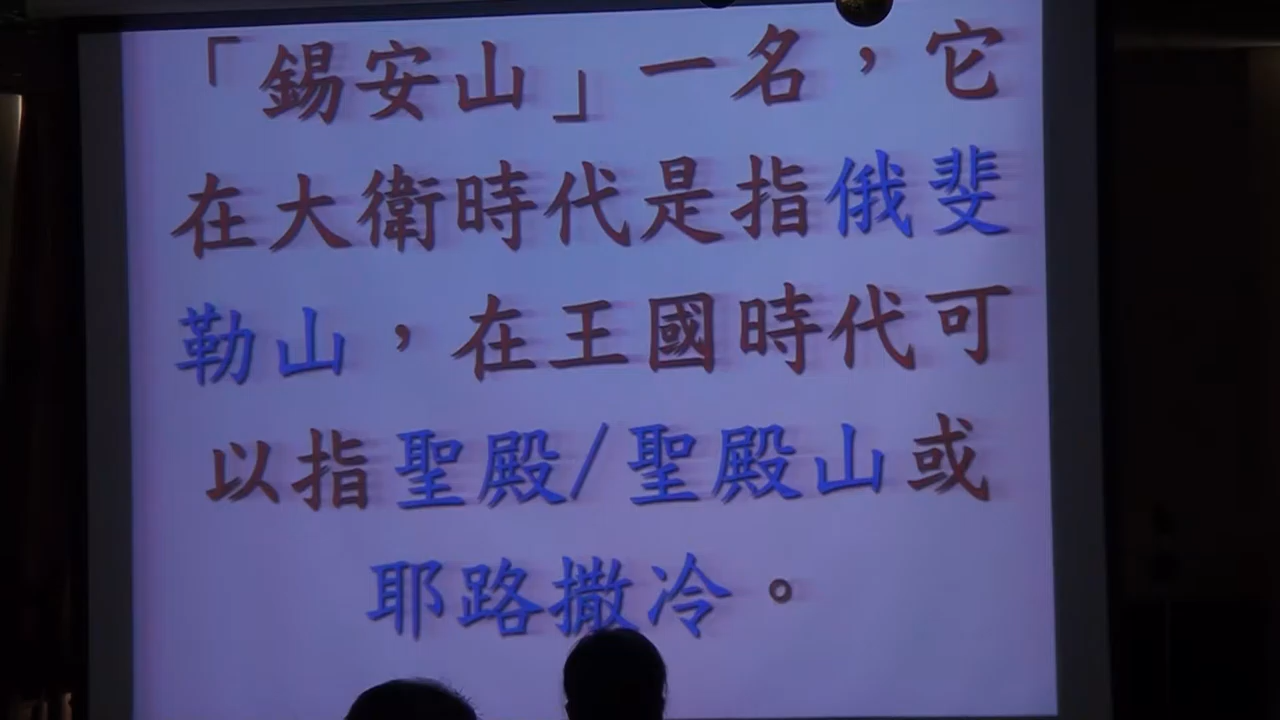 「錫安山」一名，它
在大衛時代是指俄斐
勒山，在王國時代可
以指聖殿/聖殿山或
耶路撒冷。